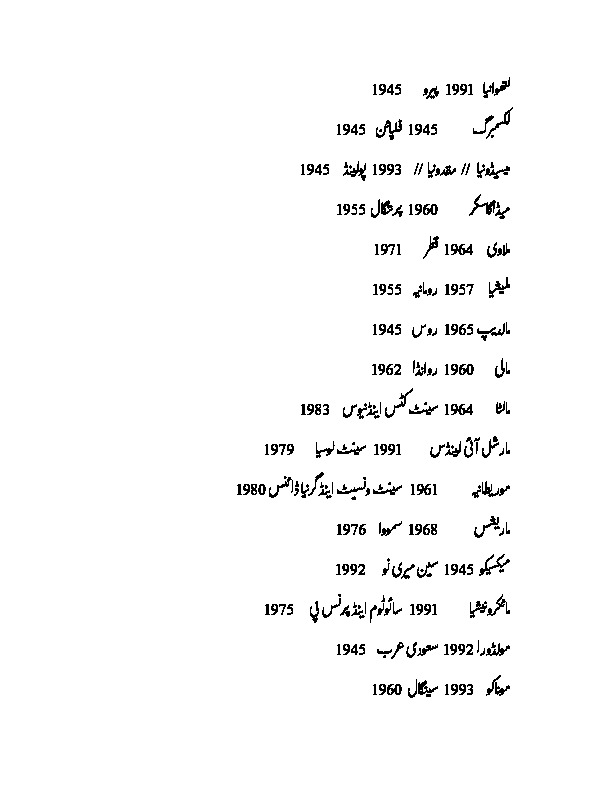 لتھوانیا 1991 پیرو 1945
لکسمبرگ 1945 فلپائن 1945
میسیڈونیا // مقدونیا // 1993 پولینڈ 1945
میڈاگاسکر 1960 پرتگال 1955
ملاوی 1964 قطر 1971
ملیشیا 1957 رومانیہ 1955
مالدیپ 1965 روس 1945
مالی 1960 روانڈا 1962
مالٹا 1964 سینٹ کٹس اینڈ نیوس 1983
مارشل آئی لینڈس 1991 سینٹ لوسیا 1979
موریطانیہ 1961 سینٹ ونسیٹ اینڈ گرنیاڈائنس 1980
ماریشس 1968 سمووا 1976
میکسیکو 1945 سین میری نو 1992
مائکرونیشیا 1991 سائوٹوم اینڈ پرنس پی 1975
مولڈورا 1992 سعودی عرب 1945
موناکو 1993 سینگال 1960